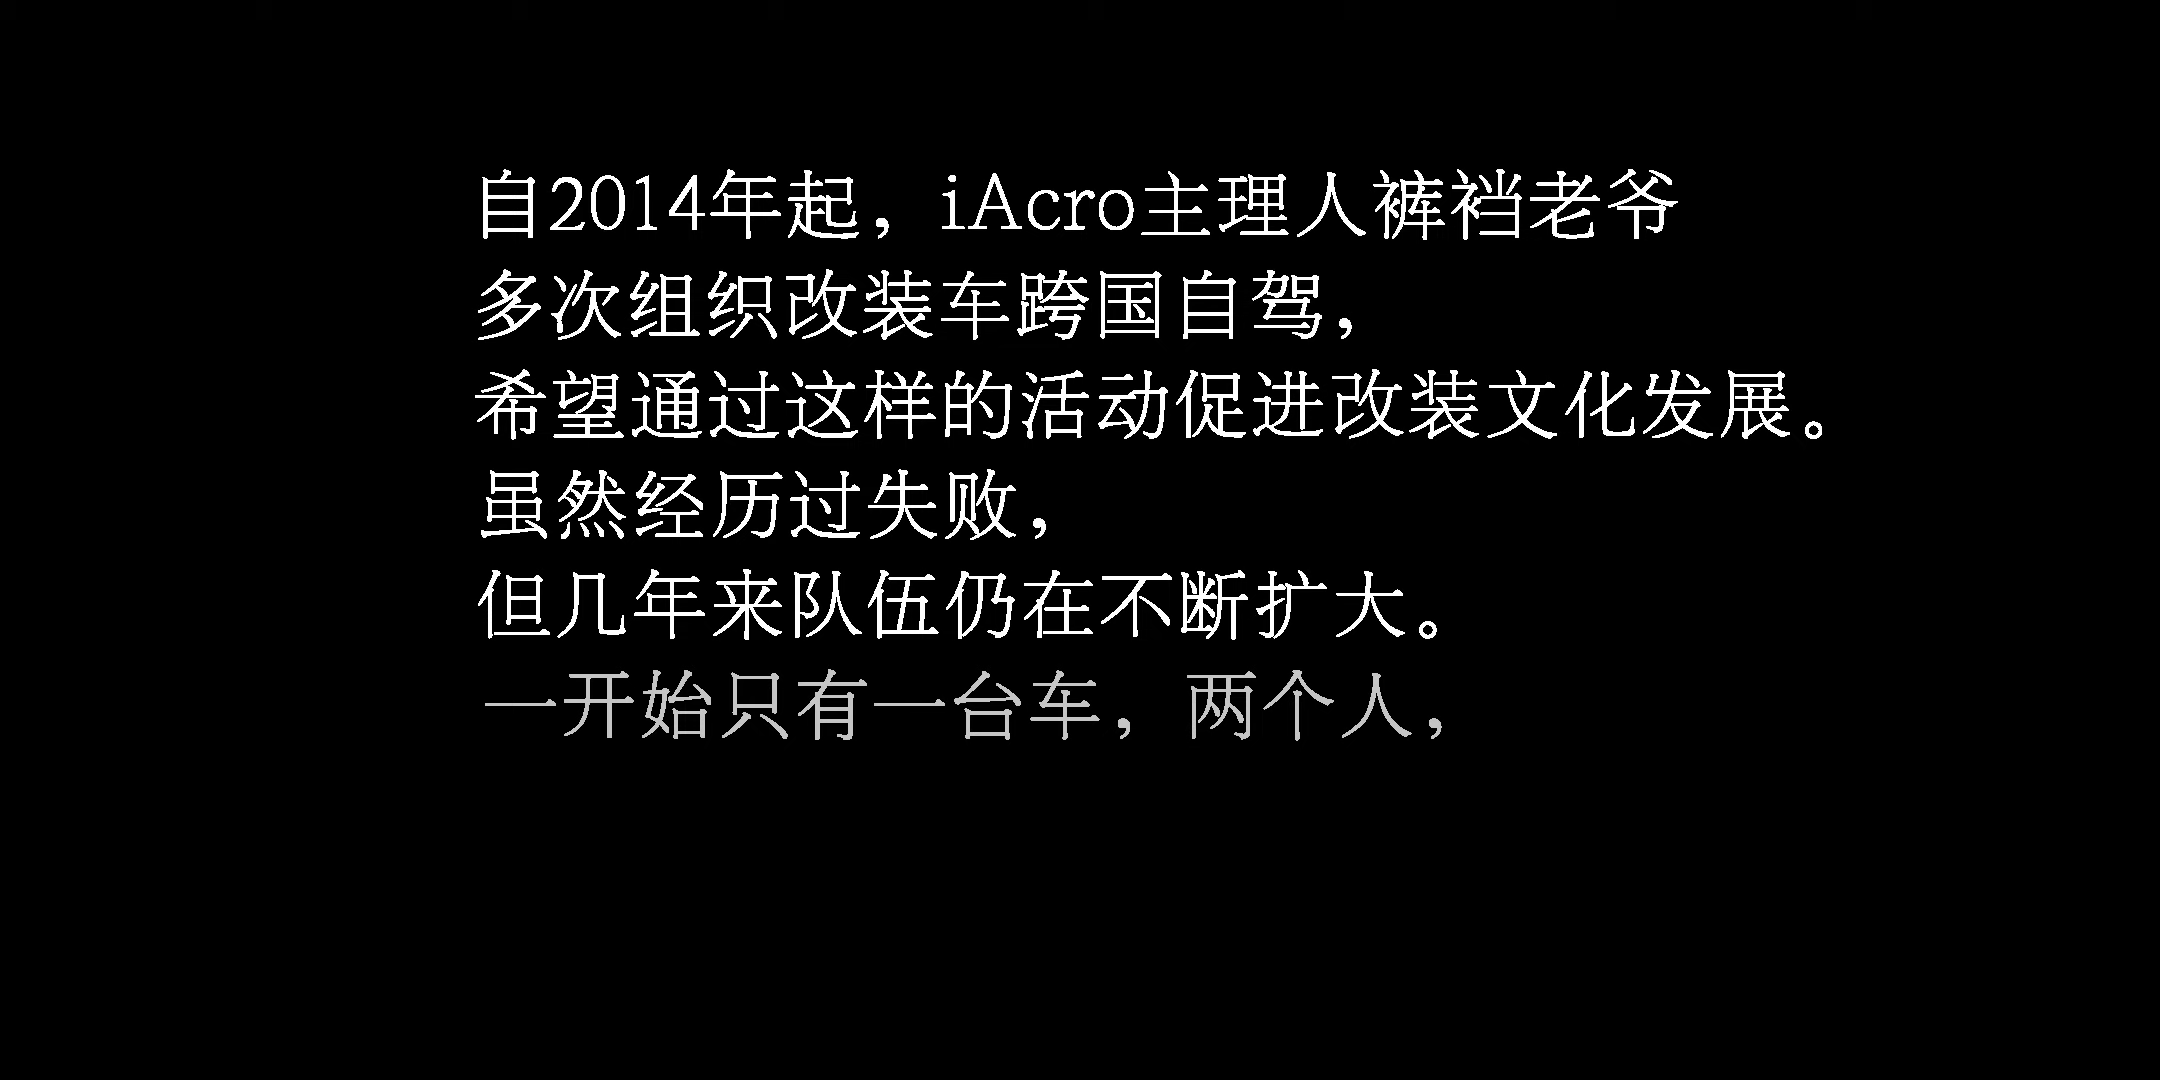 自2014年起，iAcro主理人裤裆老爷
多次组织改装车跨国自驾，
希望通过这样的活动促进改装文化发展。
虽然经历过失败，
但几年来队伍仍在不断扩大。
一开始只有一台车，两个人，